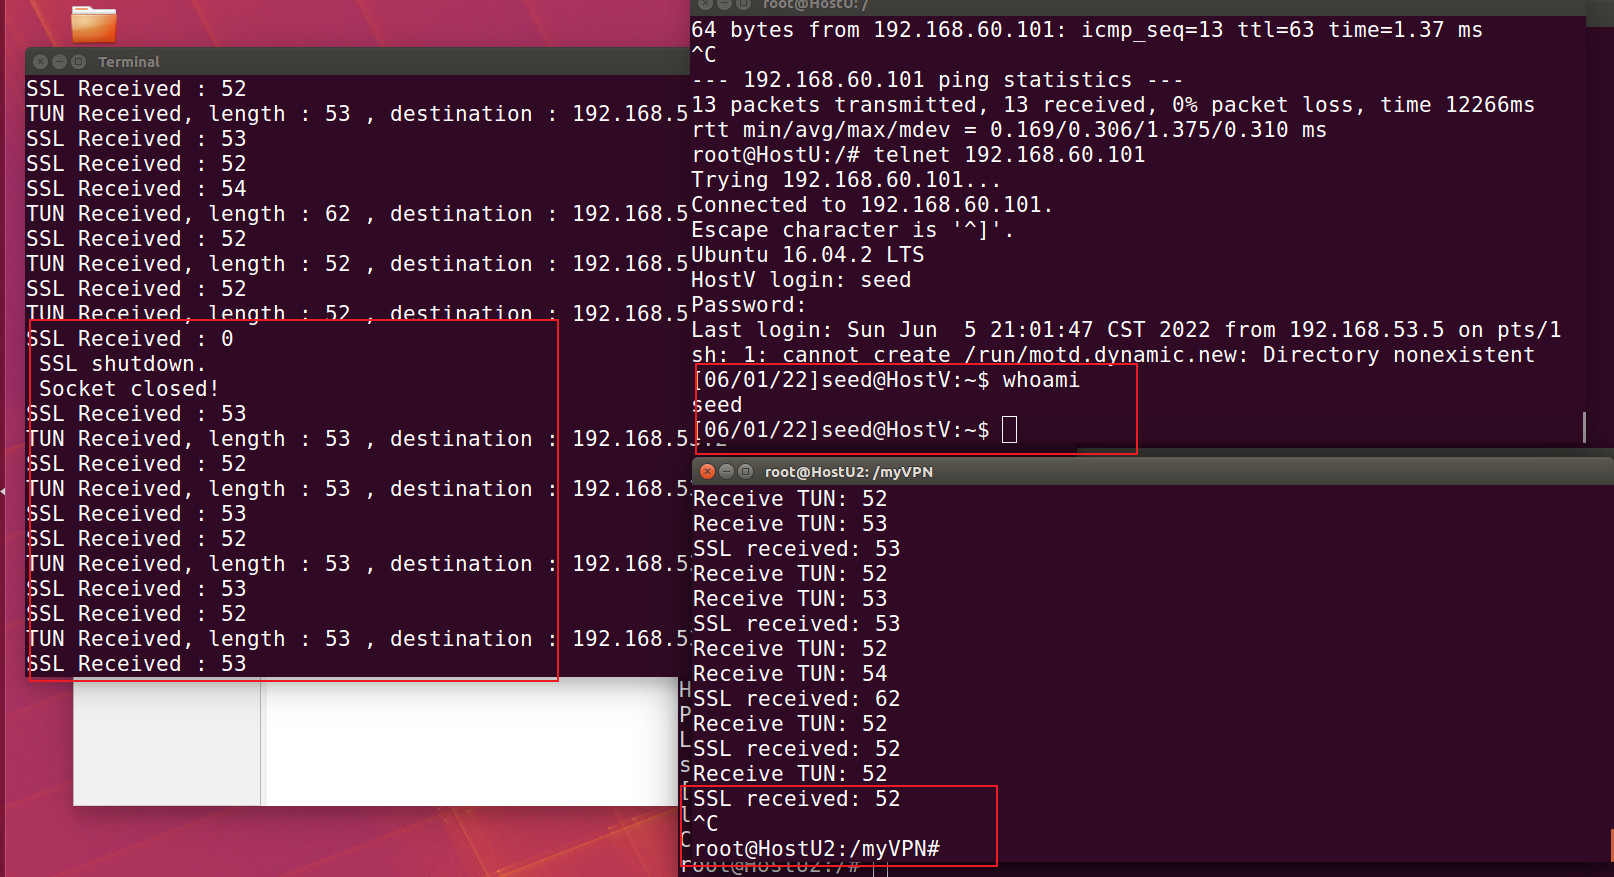 Terminal
SSL Received : 52
TUN Received, length : 53 , destination : 192.168.5
SSL Received : 53
SSL Received : 52
SSL Received : 54
TUN Received, length : 62 , destination : 192.168.5
SSL Received : 52
TUN Received, length : 52 , destination : 192.168.5
SSL Received : 52
TUN Received, length : 52 , destination : 192.168.5
SSL Received : 0
SSL shutdown.
Socket closed!
SSL Received : 53
TUN Received, length : 53 , destination : 192.168.53.2
SSL Received : 52
TUN Received, length : 53 , destination : 192.168.53
SSL Received : 53
SSL Received : 52
TUN Received, length : 53 , destination : 192.168.53
SSL Received : 53
SSL Received : 52
TUN Received, length : 53 , destination : 192.168.53
SSL Received : 53
root@HostU: /
64 bytes from 192.168.60.101: icmp_seq=13 ttl=63 time=1.37 ms
^C
--- 192.168.60.101 ping statistics ---
13 packets transmitted, 13 received, 0% packet loss, time 12266ms
rtt min/avg/max/mdev = 0.169/0.306/1.375/0.310 ms
root@HostU:/# telnet 192.168.60.101
Trying 192.168.60.101...
Connected to 192.168.60.101.
Escape character is '^]'.
Ubuntu 16.04.2 LTS
HostV login: seed
Password:
Last login: Sun Jun  5 21:01:47 CST 2022 from 192.168.53.5 on pts/1
sh: 1: cannot create /run/motd.dynamic.new: Directory nonexistent
[06/01/22]seed@HostV:~$ whoami
seed
[06/01/22]seed@HostV:~$
root@HostU2: /myVPN
Receive TUN: 52
Receive TUN: 53
SSL received: 53
Receive TUN: 52
Receive TUN: 53
SSL received: 53
Receive TUN: 52
Receive TUN: 54
SSL received: 62
Receive TUN: 52
SSL received: 52
Receive TUN: 52
SSL received: 52
^C
root@HostU2:/myVPN#
H
P
L
s
[
l
C
root@HostU2:/#